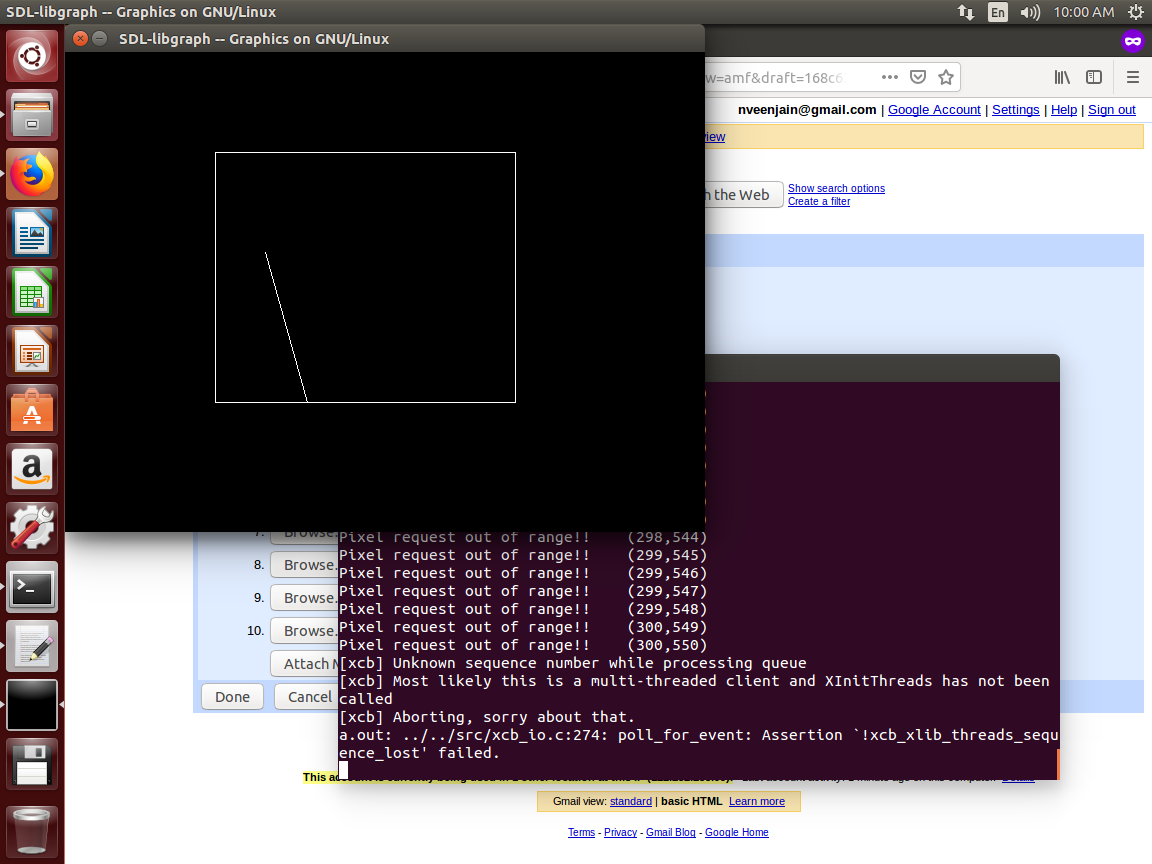 SDL-libgraph -- Graphics on GNU/Linux
En
10:00 AM
SDL-libgraph -- Graphics on GNU/Linux
w=amf&draft=168c6
nveenjain@gmail.com | Google Account | Settings | Help | Sign out
view
the Web
Show search options
Create a filter
7. Browse.
8. Browse.
9. Browse.
10. Browse.
Attach M
Done
Cancel
Pixel request out of range!! (298,544)
Pixel request out of range!! (299,545)
Pixel request out of range!! (299,546)
Pixel request out of range!! (299,547)
Pixel request out of range!! (299,548)
Pixel request out of range!! (300,549)
Pixel request out of range!! (300,550)
[xcb] Unknown sequence number while processing queue
[xcb] Most likely this is a multi-threaded client and XInitThreads has not been
called
[xcb] Aborting, sorry about that.
a.out: ../../src/xcb_io.c:274: poll_for_event: Assertion `!xcb_xlib_threads_sequ
ence_lost' failed.
This
Gmail view: standard | basic HTML Learn more
Terms - Privacy - Gmail Blog - Google Home